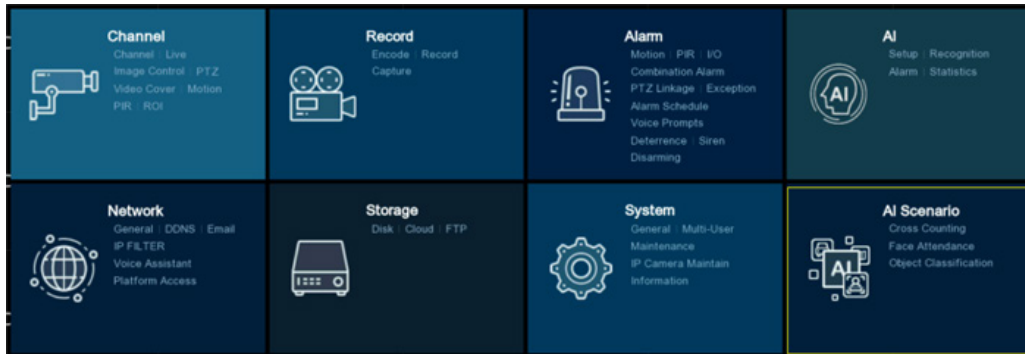 Channel
Channel | Live
Image Control | PTZ
Video Cover | Motion
PIR | ROI
Record
Encode | Record
Capture
Alarm
Motion | PIR | I/O
Combination Alarm
PTZ Linkage | Exception
Alarm Schedule
Voice Prompts
Deterrence | Siren
Disarming
AI
Setup | Recognition
Alarm | Statistics
AI
Network
General | DDNS | Email
IP FILTER
Voice Assistant
Platform Access
Storage
Disk | Cloud | FTP
System
General | Multi-User
Maintenance
IP Camera Maintain
Information
AI Scenario
Cross Counting
Face Attendance
Object Classification
AI